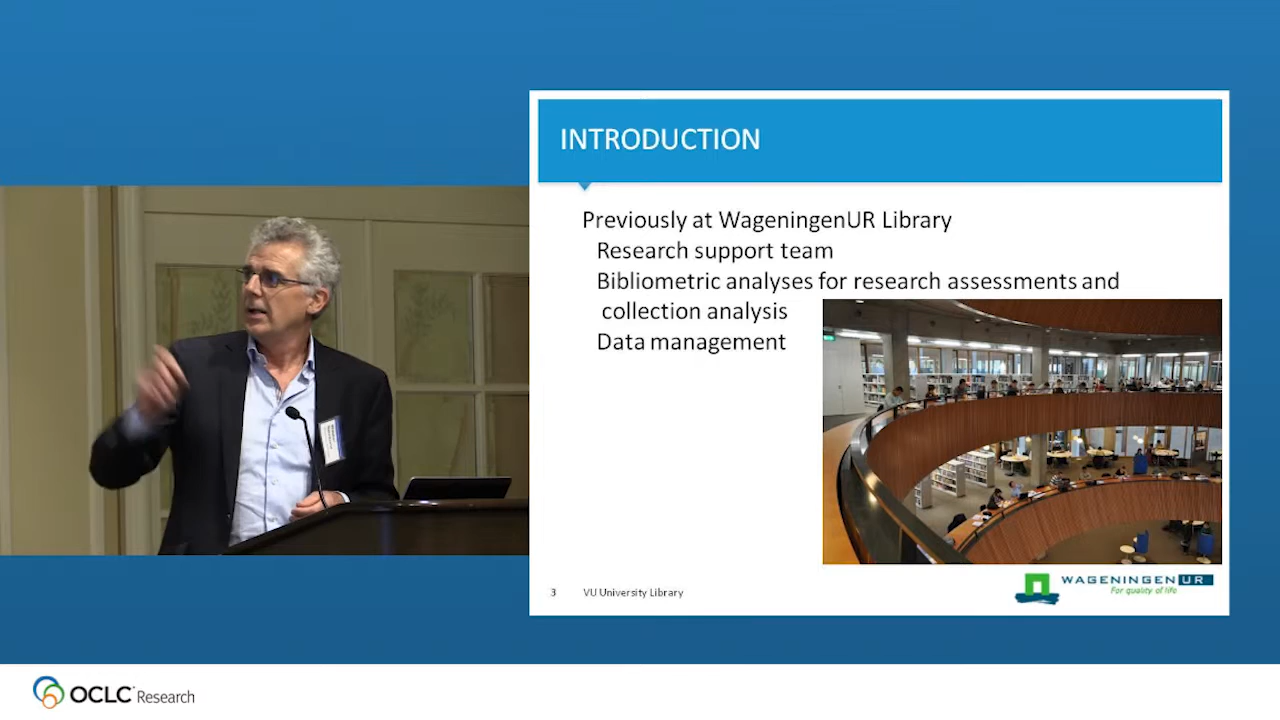 INTRODUCTION
Previously at WageningenUR Library
Research support team
Bibliometric analyses for research assessments and
collection analysis
Data management
3 VU University Library
WAGENINGEN UR
For quality of life
OCLC Research